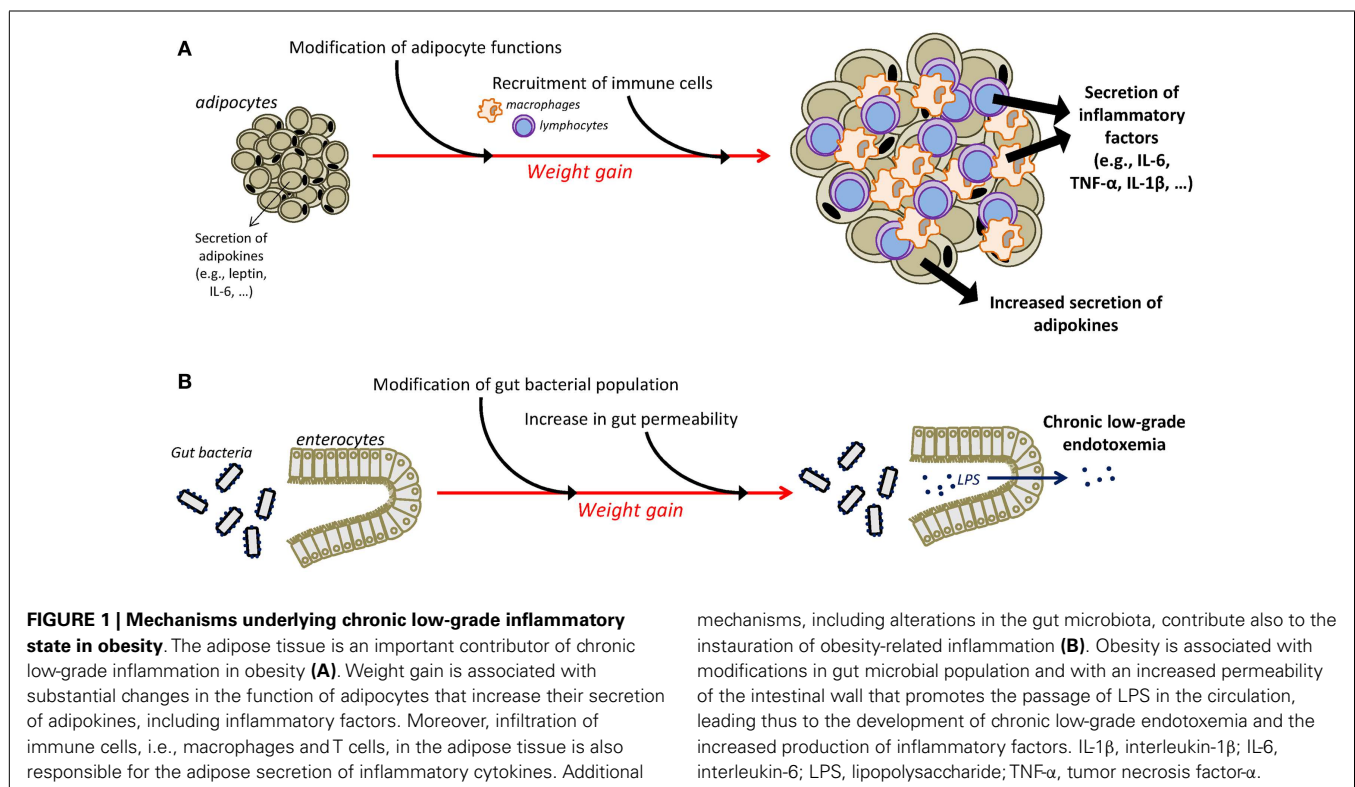 A
Modification of adipocyte functions
Recruitment of immune cells
adipocytes
macrophages
lymphocytes
Weight gain
Secretion of
adipokines
(e.g., leptin,
IL-6, ...)
Secretion of
inflammatory
factors
(e.g., IL-6,
TNF-α, IL-1β, ...)
Increased secretion of
adipokines
B
Modification of gut bacterial population
Increase in gut permeability
Gut bacteria
enterocytes
Weight gain
LPS
Chronic low-grade
endotoxemia
FIGURE 1 | Mechanisms underlying chronic low-grade inflammatory
state in obesity. The adipose tissue is an important contributor of chronic
low-grade inflammation in obesity (A). Weight gain is associated with
substantial changes in the function of adipocytes that increase their secretion
of adipokines, including inflammatory factors. Moreover, infiltration of
immune cells, i.e., macrophages and T cells, in the adipose tissue is also
responsible for the adipose secretion of inflammatory cytokines. Additional
mechanisms, including alterations in the gut microbiota, contribute also to the
instauration of obesity-related inflammation (B). Obesity is associated with
modifications in gut microbial population and with an increased permeability
of the intestinal wall that promotes the passage of LPS in the circulation,
leading thus to the development of chronic low-grade endotoxemia and the
increased production of inflammatory factors. IL-1β, interleukin-1β; IL-6,
interleukin-6; LPS, lipopolysaccharide; TNF-α, tumor necrosis factor-α.